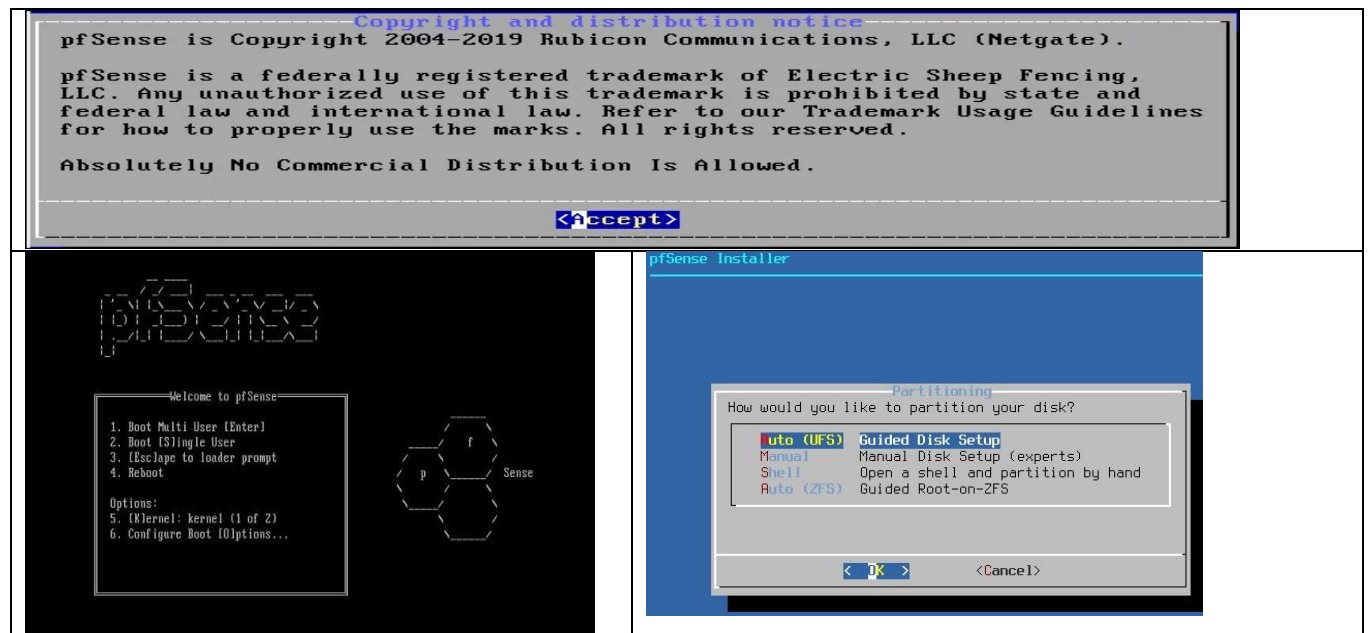 Copyright and distribution notice
pfSense is Copyright 2004-2019 Rubicon Communications, LLC (Netgate).
pfSense is a federally registered trademark of Electric Sheep Fencing,
LLC. Any unauthorized use of this trademark is prohibited by state and
federal law and international law. Refer to our Trademark Usage Guidelines
for how to properly use the marks. All rights reserved.
Absolutely No Commercial Distribution Is Allowed.
<Accept>
pfSense
Welcome to pfSense
1. Boot Multi User [Enter]
2. Boot [S]ingle User
3. [Esc]ape to loader prompt
4. Reboot
Options:
5. [K]ernel: kernel (1 of 2)
6. Configure Boot [O]ptions...
f
p Sense
pfSense Installer
Partitioning
How would you like to partition your disk?
Auto (UFS) Guided Disk Setup
Manual Manual Disk Setup (experts)
Shell Open a shell and partition by hand
Auto (ZFS) Guided Root-on-ZFS
< OK > <Cancel>